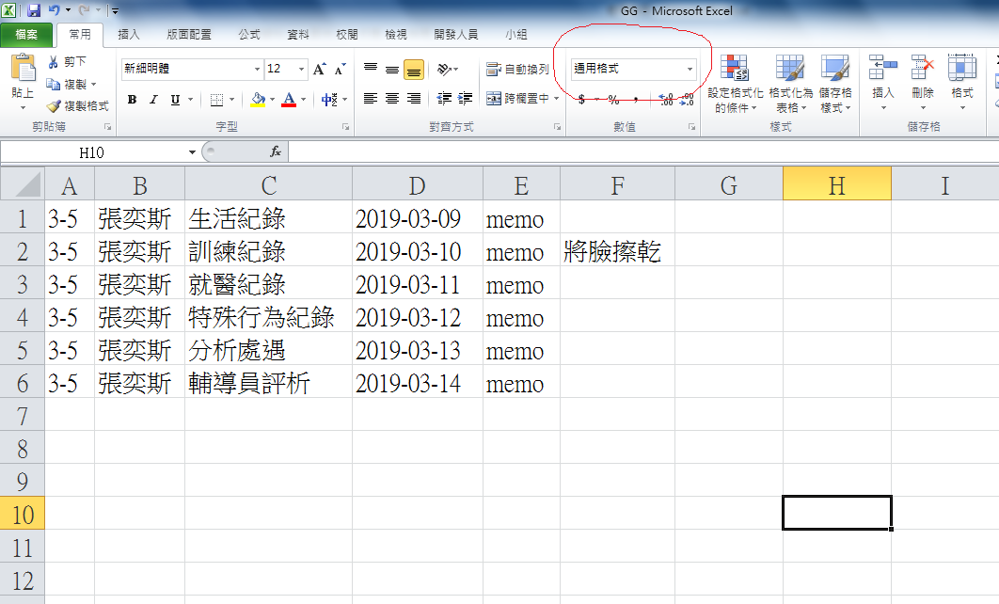 GG - Microsoft Excel
檔案 常用 插入 版面配置 公式 資料 校閱 檢視 開發人員 小組
貼上 剪下 複製 複製格式
新細明體 12
B I U
自動換列
跨欄置中
通用格式
$ % ,
設定格式化的條件 格式化為表格 儲存格樣式
插入 刪除 格式
剪貼簿 字型 對齊方式 數值 樣式 儲存格
H10 fx
A B C D E F G H I
1 3-5 張奕斯 生活紀錄 2019-03-09 memo
2 3-5 張奕斯 訓練紀錄 2019-03-10 memo 將臉擦乾
3 3-5 張奕斯 就醫紀錄 2019-03-11 memo
4 3-5 張奕斯 特殊行為紀錄 2019-03-12 memo
5 3-5 張奕斯 分析處遇 2019-03-13 memo
6 3-5 張奕斯 輔導員評析 2019-03-14 memo
7
8
9
10
11
12